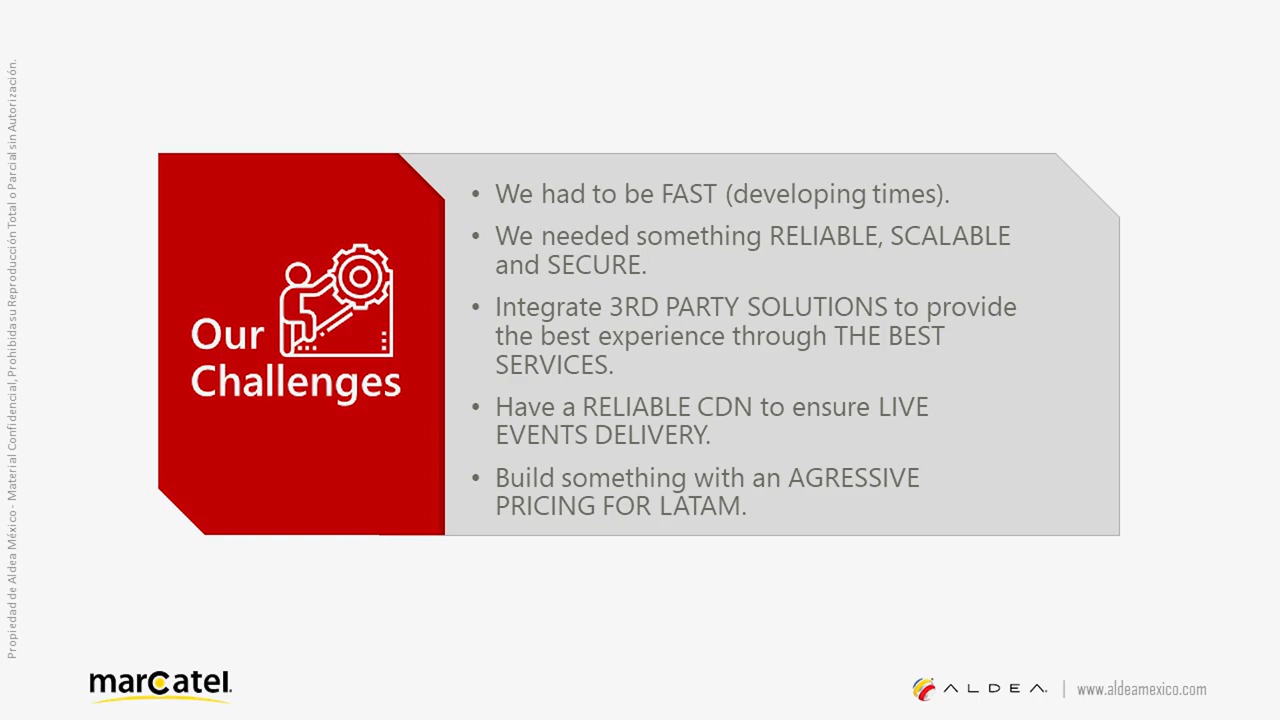 Propiedad de Aldea México - Material Confidencial, Prohibida su Reproducción Total o Parcial sin Autorización.
Our
Challenges
• We had to be FAST (developing times).
• We needed something RELIABLE, SCALABLE
and SECURE.
• Integrate 3RD PARTY SOLUTIONS to provide
the best experience through THE BEST
SERVICES.
• Have a RELIABLE CDN to ensure LIVE
EVENTS DELIVERY.
• Build something with an AGRESSIVE
PRICING FOR LATAM.
marCatel.
ALDEA. | www.aldeamexico.com